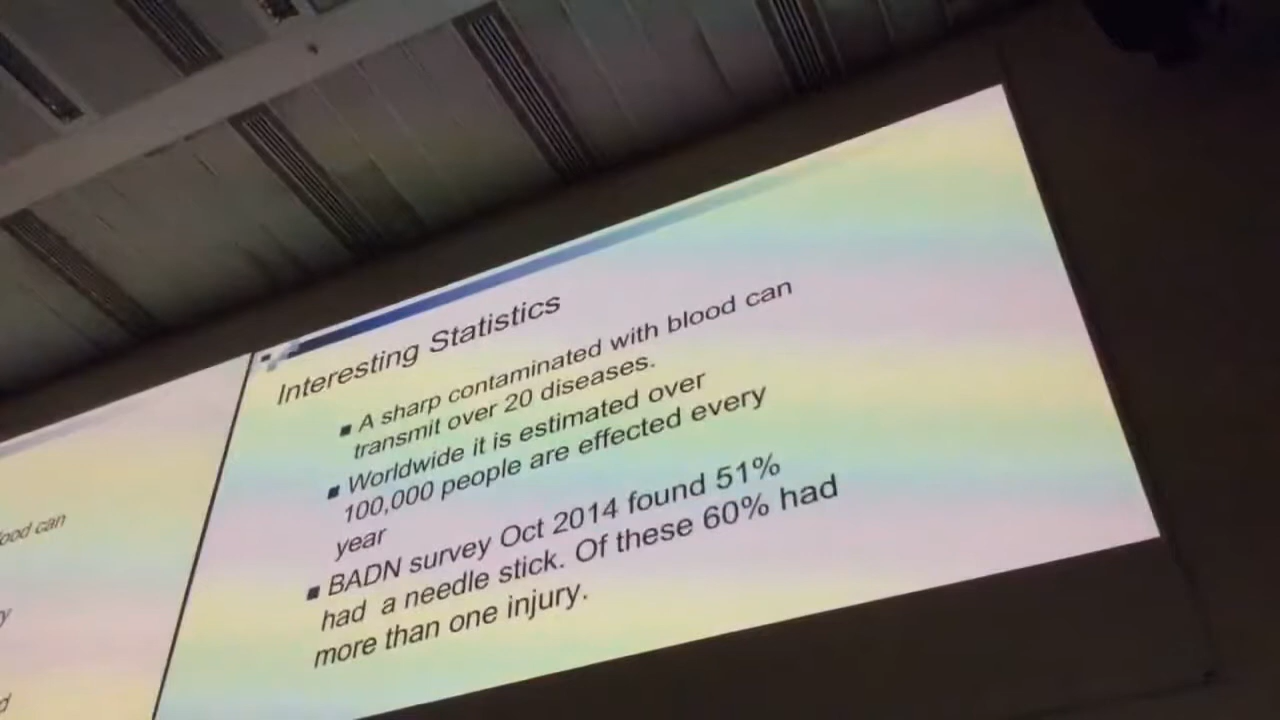 Interesting Statistics
A sharp contaminated with blood can
transmit over 20 diseases.
Worldwide it is estimated over
100,000 people are effected every
year
BADN survey Oct 2014 found 51%
had a needle stick. Of these 60% had
more than one injury.
can